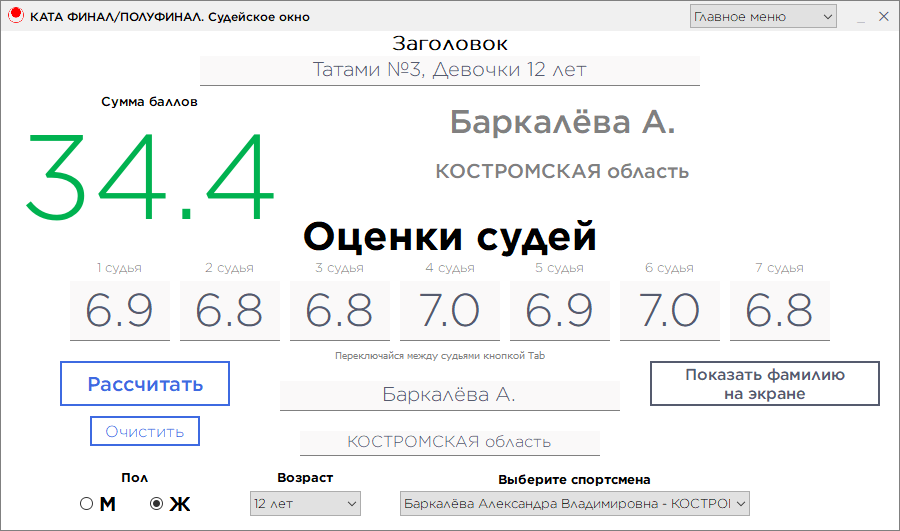 КАТА ФИНАЛ/ПОЛУФИНАЛ. Судейское окно
Главное меню
Заголовок
Татами №3, Девочки 12 лет
Сумма баллов
34.4
Баркалёва А.
КОСТРОМСКАЯ область
Оценки судей
1 судья 2 судья 3 судья 4 судья 5 судья 6 судья 7 судья
6.9 6.8 6.8 7.0 6.9 7.0 6.8
Переключайся между судьями кнопкой Tab
Рассчитать
Показать фамилию
на экране
Баркалёва А.
Очистить
КОСТРОМСКАЯ область
Пол
Возраст
Выберите спортсмена
М Ж
12 лет
Баркалёва Александра Владимировна - КОСТРОМ